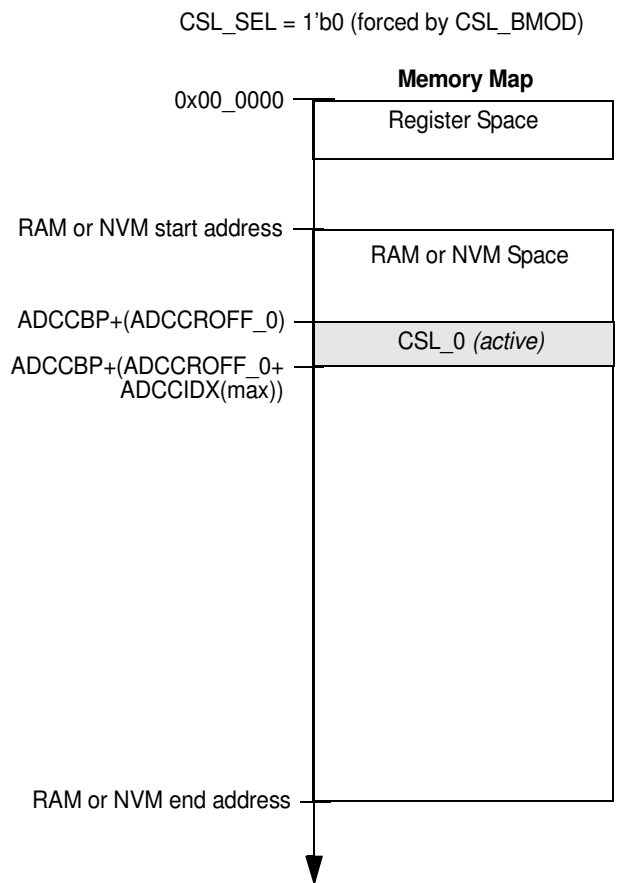 CSL_SEL = 1'b0 (forced by CSL_BMOD)
Memory Map
0x00_0000
Register Space
RAM or NVM start address
RAM or NVM Space
ADCCBP+(ADCCROFF_0)
CSL_0 (active)
ADCCBP+(ADCCROFF_0+
ADCCIDX(max))
RAM or NVM end address